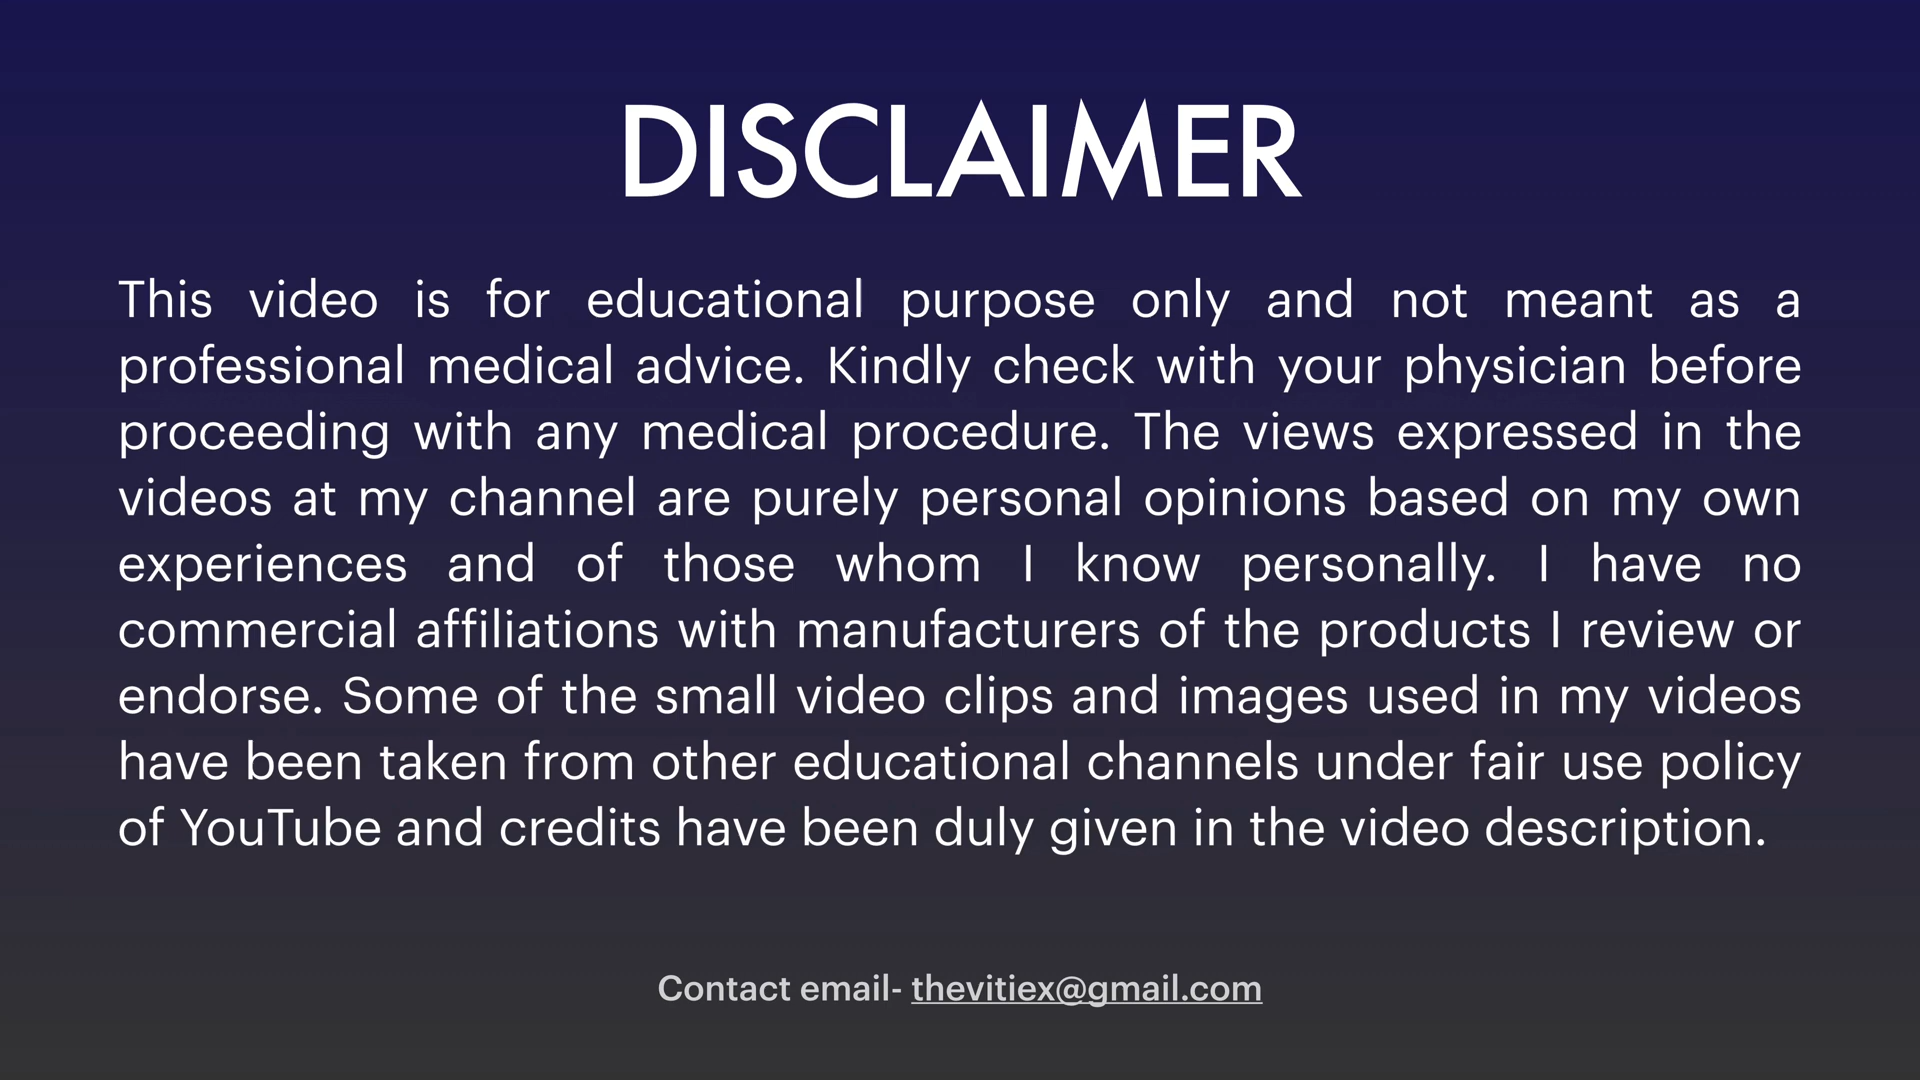 DISCLAIMER
This video is for educational purpose only and not meant as a
professional medical advice. Kindly check with your physician before
proceeding with any medical procedure. The views expressed in the
videos at my channel are purely personal opinions based on my own
experiences and of those whom I know personally. I have no
commercial affiliations with manufacturers of the products I review or
endorse. Some of the small video clips and images used in my videos
have been taken from other educational channels under fair use policy
of YouTube and credits have been duly given in the video description.
Contact email- thevitiex@gmail.com